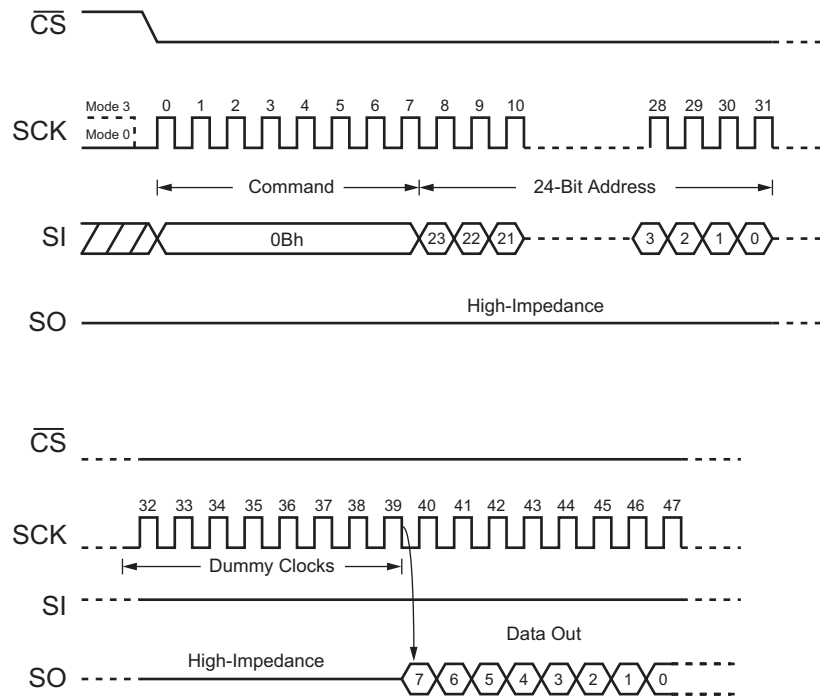 CS
Mode 3 0 1 2 3 4 5 6 7 8 9 10 28 29 30 31
SCK
Mode 0
Command 24-Bit Address
SI 0Bh 23 22 21 3 2 1 0
High-Impedance
SO
CS
32 33 34 35 36 37 38 39 40 41 42 43 44 45 46 47
SCK
Dummy Clocks
SI
Data Out
High-Impedance
SO 7 6 5 4 3 2 1 0